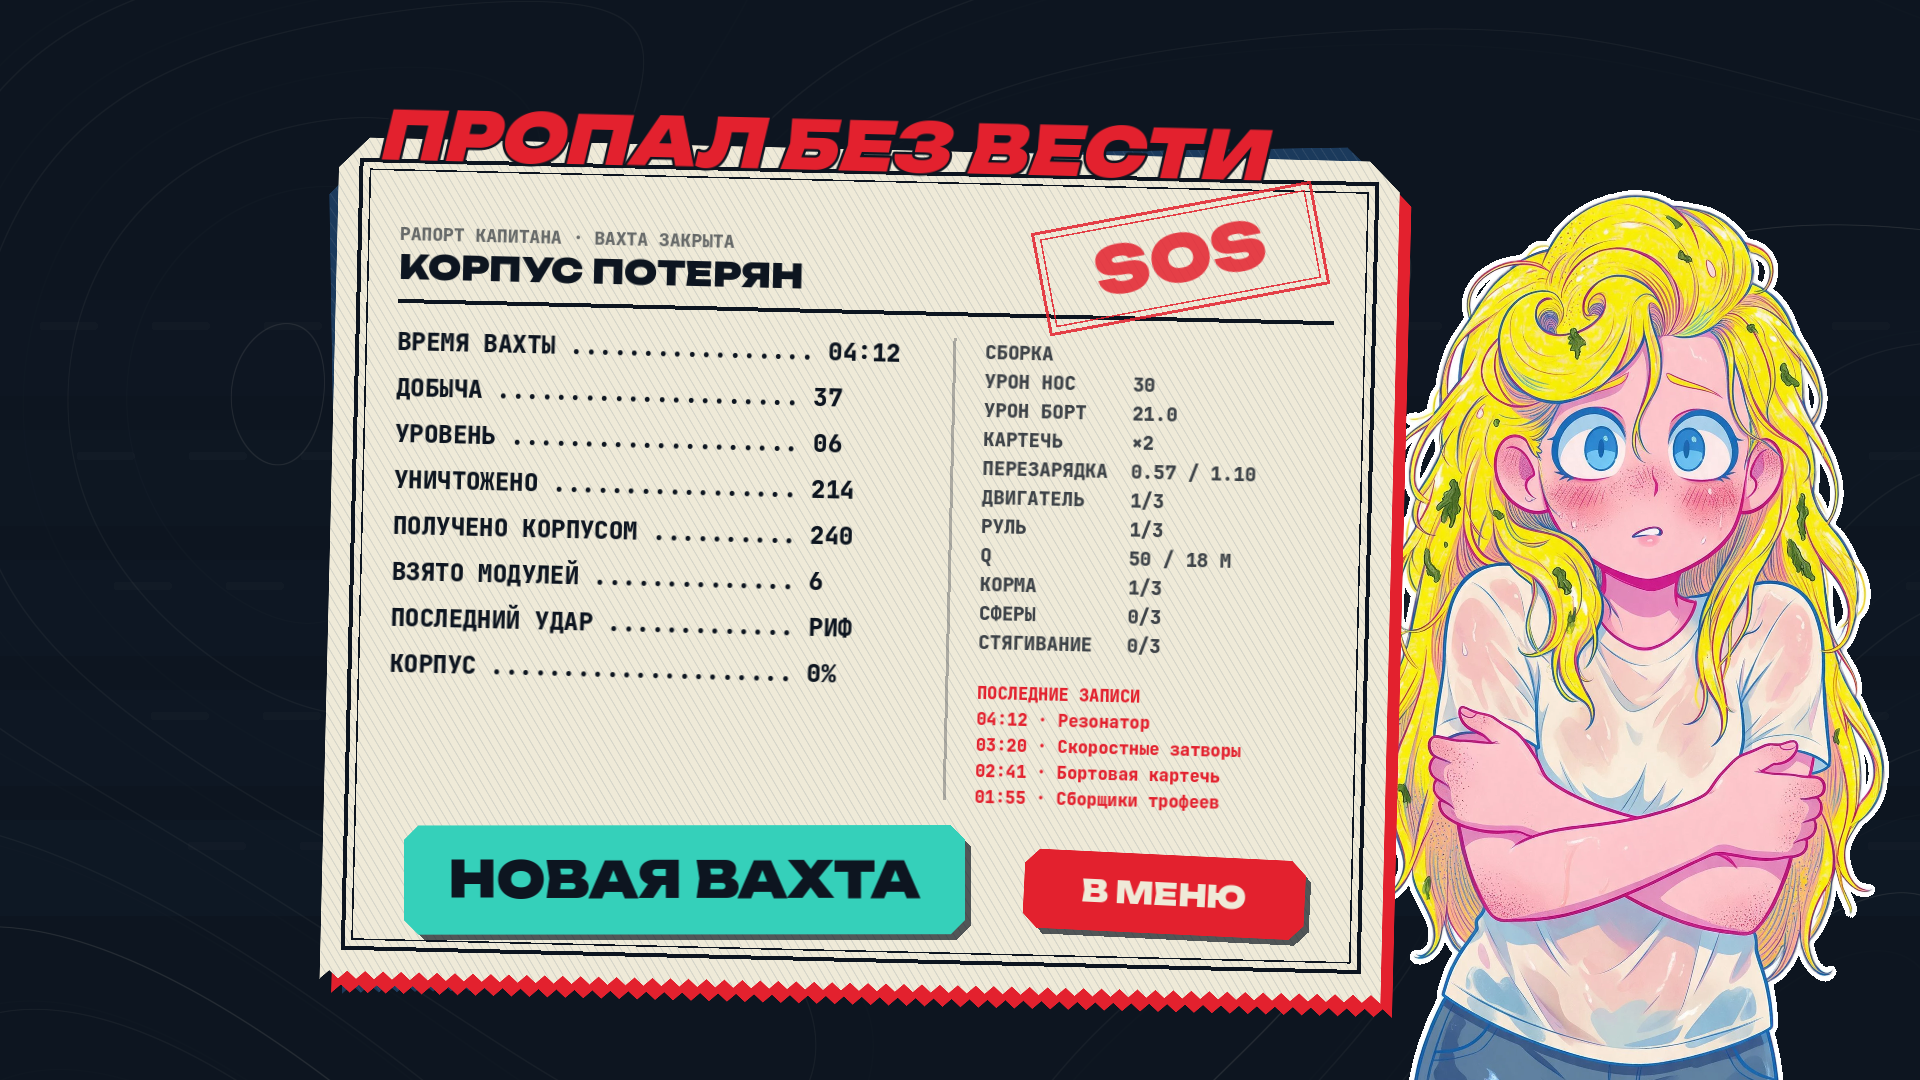 ПРОПАЛ БЕЗ ВЕСТИ
SOS
РАПОРТ КАПИТАНА · ВАХТА ЗАКРЫТА
КОРПУС ПОТЕРЯН
ВРЕМЯ ВАХТЫ ................. 04:12
ДОБЫЧА ..................... 37
УРОВЕНЬ .................... 06
УНИЧТОЖЕНО ................. 214
ПОЛУЧЕНО КОРПУСОМ .......... 240
ВЗЯТО МОДУЛЕЙ .............. 6
ПОСЛЕДНИЙ УДАР ............. РИФ
КОРПУС ..................... 0%
СБОРКА
УРОН НОС 30
УРОН БОРТ 21.0
КАРТЕЧЬ ×2
ПЕРЕЗАРЯДКА 0.57 / 1.10
ДВИГАТЕЛЬ 1/3
РУЛЬ 1/3
Q 50 / 18 М
КОРМА 1/3
СФЕРЫ 0/3
СТЯГИВАНИЕ 0/3
ПОСЛЕДНИЕ ЗАПИСИ
04:12 · Резонатор
03:20 · Скоростные затворы
02:41 · Бортовая картечь
01:55 · Сборщики трофеев
НОВАЯ ВАХТА
В МЕНЮ